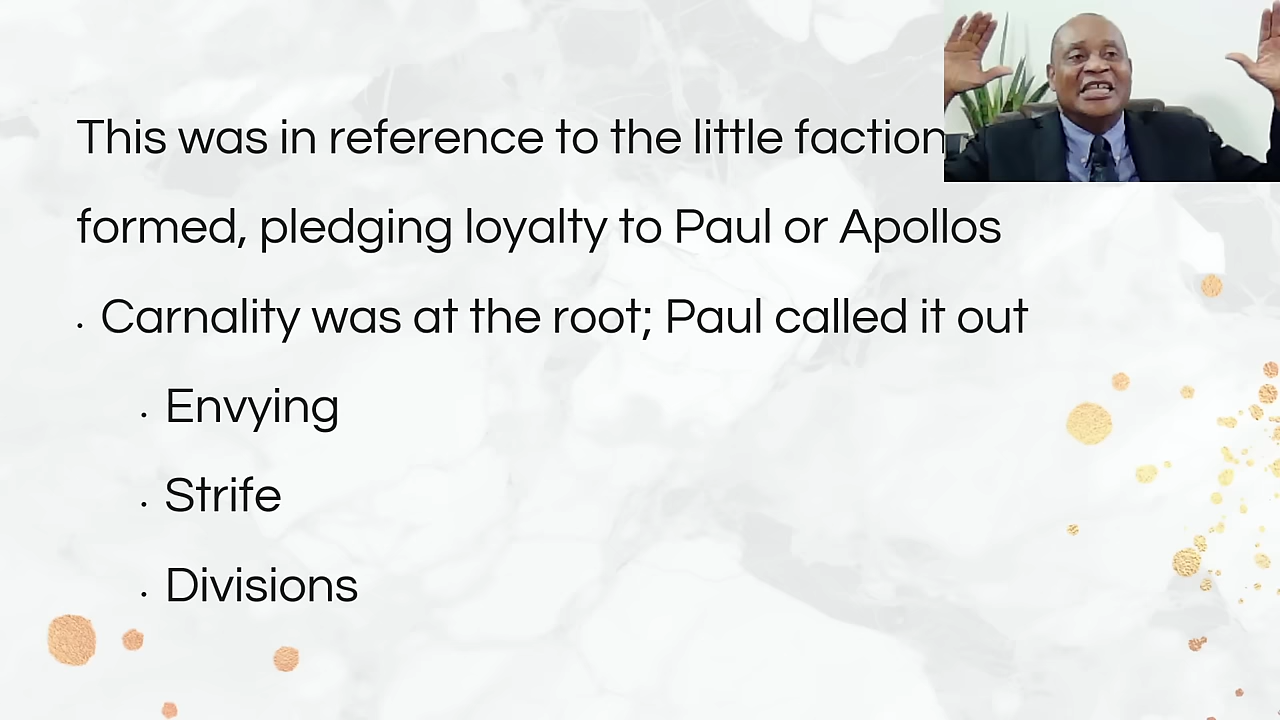 This was in reference to the little faction
formed, pledging loyalty to Paul or Apollos
· Carnality was at the root; Paul called it out
· Envying
· Strife
· Divisions